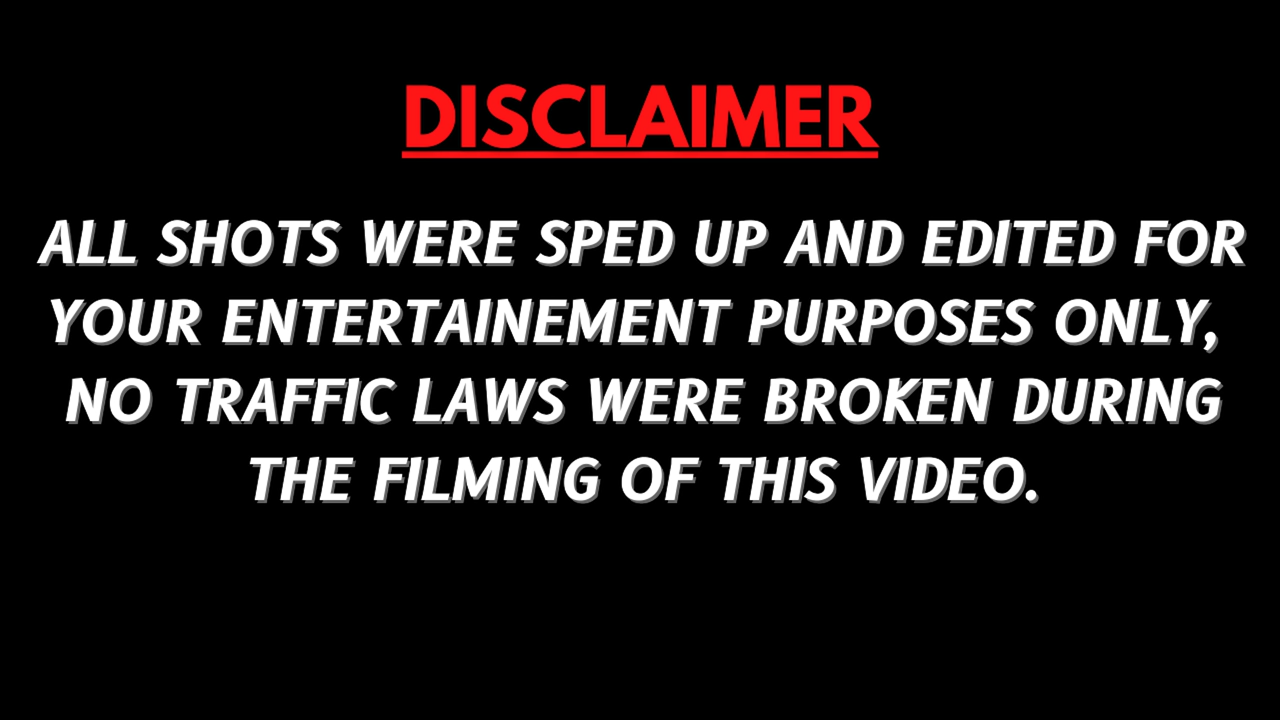 DISCLAIMER
ALL SHOTS WERE SPED UP AND EDITED FOR
YOUR ENTERTAINEMENT PURPOSES ONLY,
NO TRAFFIC LAWS WERE BROKEN DURING
THE FILMING OF THIS VIDEO.